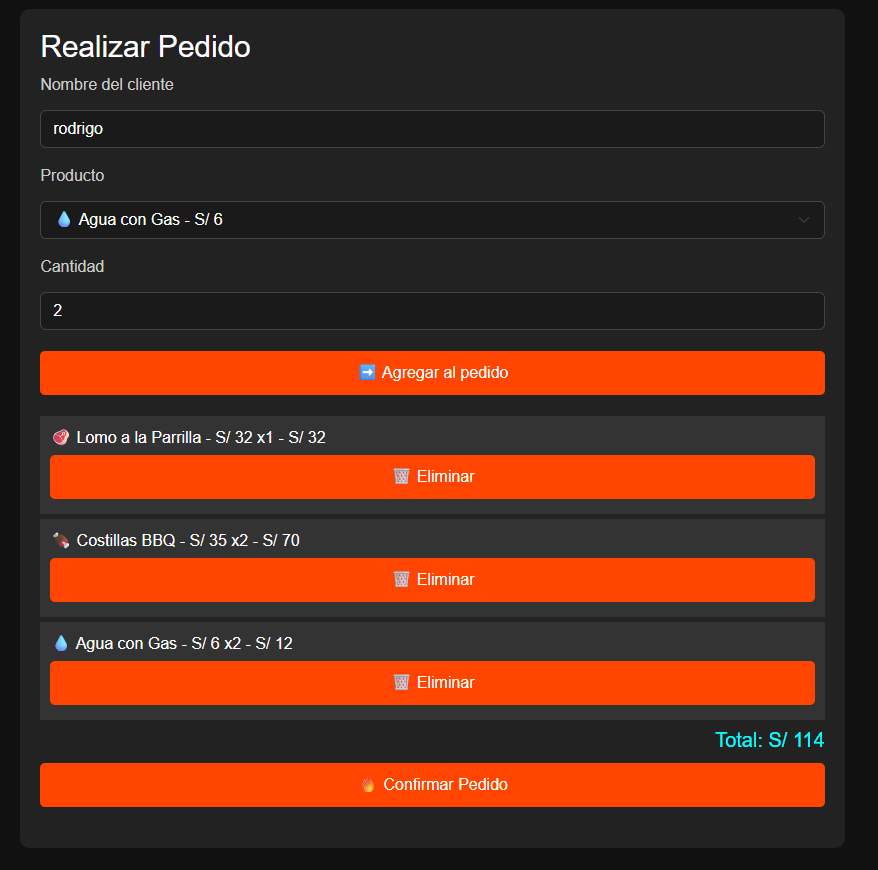 Realizar Pedido
Nombre del cliente
rodrigo
Producto
💧 Agua con Gas - S/ 6
Cantidad
2
➡️ Agregar al pedido
🥩 Lomo a la Parrilla - S/ 32 x1 - S/ 32
🗑️ Eliminar
🍖 Costillas BBQ - S/ 35 x2 - S/ 70
🗑️ Eliminar
💧 Agua con Gas - S/ 6 x2 - S/ 12
🗑️ Eliminar
Total: S/ 114
🔥 Confirmar Pedido